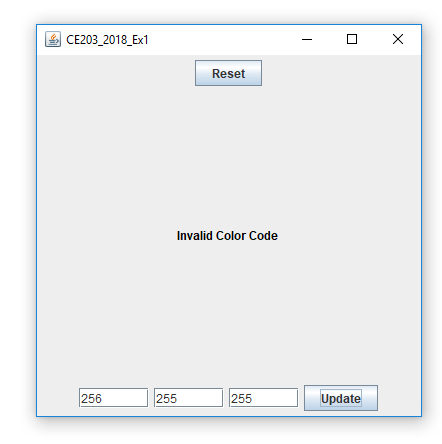 CE203_2018_Ex1
Reset
Invalid Color Code
256 255 255 Update